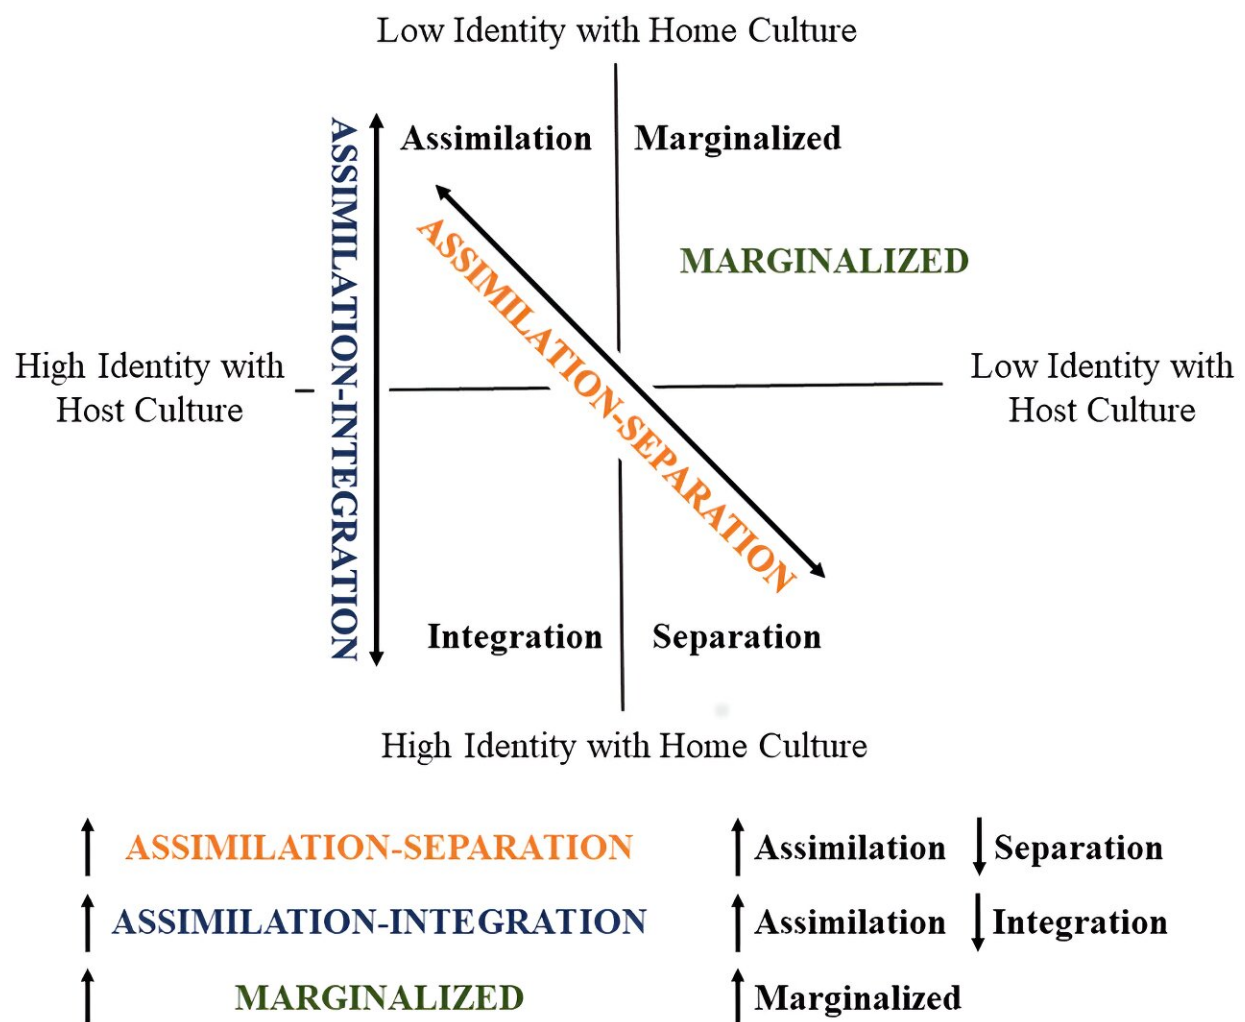 Low Identity with Home Culture
Assimilation
Marginalized
ASSIMILATION-INTEGRATION
ASSIMILATION-SEPARATION
MARGINALIZED
High Identity with
Host Culture
Low Identity with
Host Culture
Integration
Separation
High Identity with Home Culture
ASSIMILATION-SEPARATION
Assimilation
Separation
ASSIMILATION-INTEGRATION
Assimilation
Integration
MARGINALIZED
Marginalized